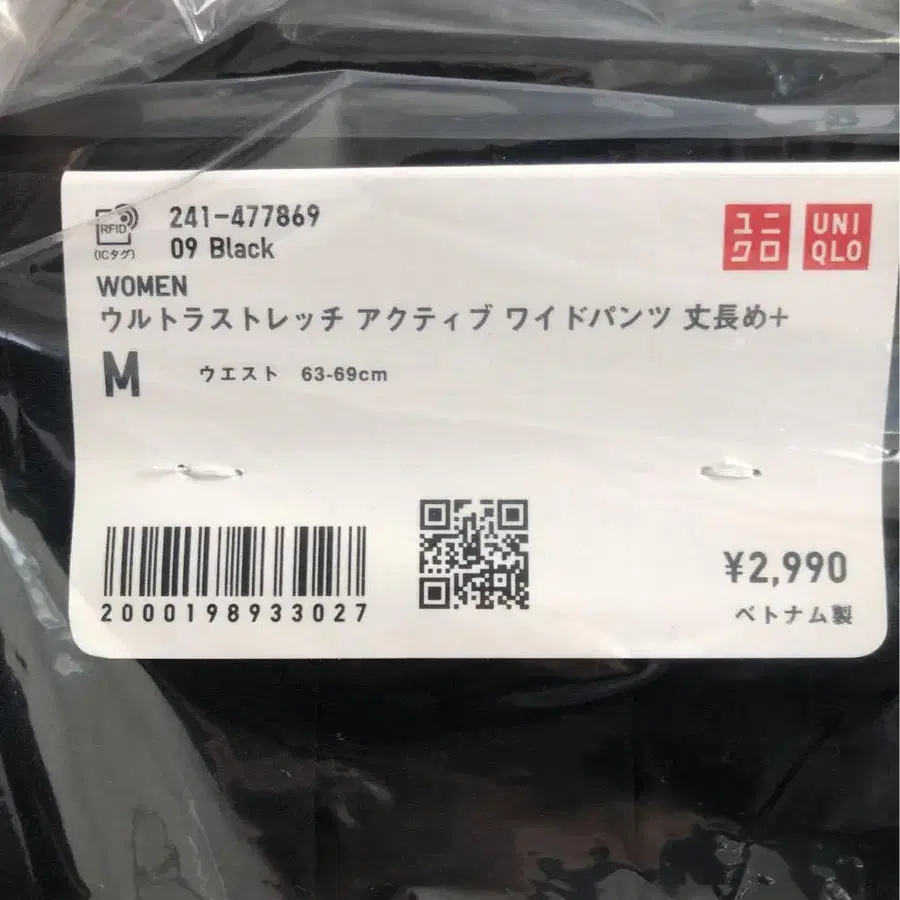 RFID
(ICタグ)
241-477869
09 Black
ユニ
クロ
UNI
QLO
WOMEN
ウルトラストレッチ アクティブ ワイドパンツ 丈長め+
M ウエスト 63-69cm
2000198933027
¥2,990
ベトナム製